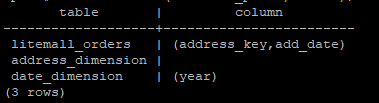 table | column
--------------------+-------------------------
litemall_orders | (address_key,add_date)
address_dimension |
date_dimension | (year)
(3 rows)